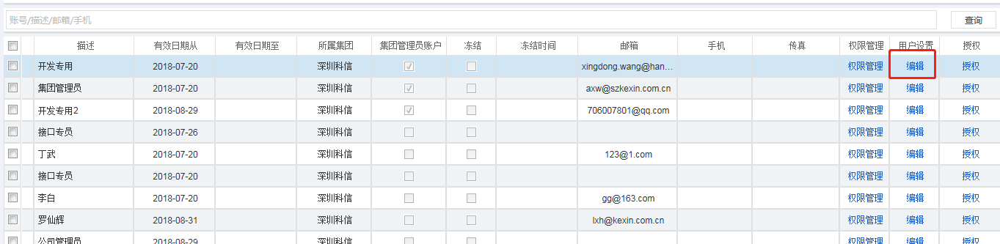 账号/描述/邮箱/手机 查询
描述 有效日期从 有效日期至 所属集团 集团管理员账户 冻结 冻结时间 邮箱 手机 传真 权限管理 用户设置 授权
开发专用 2018-07-20 深圳科信 xingdong.wang@han... 权限管理 编辑 授权
集团管理员 2018-07-20 深圳科信 axw@szkexin.com.cn 权限管理 编辑 授权
开发专用2 2018-08-29 深圳科信 706007801@qq.com 权限管理 编辑 授权
接口专员 2018-07-26 深圳科信 权限管理 编辑 授权
丁武 2018-07-20 深圳科信 123@1.com 权限管理 编辑 授权
接口专员 2018-07-20 深圳科信 权限管理 编辑 授权
李白 2018-07-20 深圳科信 gg@163.com 权限管理 编辑 授权
罗仙辉 2018-08-31 深圳科信 lxh@kexin.com.cn 权限管理 编辑 授权
公司管理员 2018-08-29 深圳科信 权限管理 编辑 授权